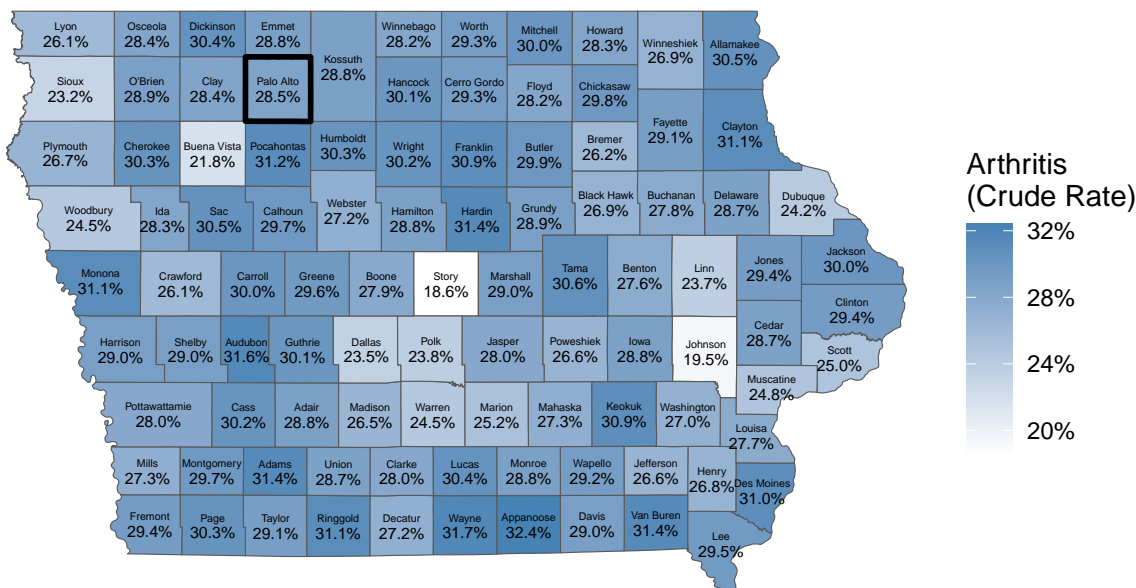 Lyon
26.1%
Osceola
28.4%
Dickinson
30.4%
Emmet
28.8%
Winnebago
28.2%
Worth
29.3%
Mitchell
30.0%
Howard
28.3%
Winneshiek
26.9%
Allamakee
30.5%
Kossuth
28.8%
Sioux
23.2%
O'Brien
28.9%
Clay
28.4%
Palo Alto
28.5%
Hancock
30.1%
Cerro Gordo
29.3%
Floyd
28.2%
Chickasaw
29.8%
Fayette
29.1%
Clayton
31.1%
Plymouth
26.7%
Cherokee
30.3%
Buena Vista
21.8%
Pocahontas
31.2%
Humboldt
30.3%
Wright
30.2%
Franklin
30.9%
Butler
29.9%
Bremer
26.2%
Woodbury
24.5%
Ida
28.3%
Sac
30.5%
Calhoun
29.7%
Webster
27.2%
Hamilton
28.8%
Hardin
31.4%
Grundy
28.9%
Black Hawk
26.9%
Buchanan
27.8%
Delaware
28.7%
Dubuque
24.2%
Monona
31.1%
Crawford
26.1%
Carroll
30.0%
Greene
29.6%
Boone
27.9%
Story
18.6%
Marshall
29.0%
Tama
30.6%
Benton
27.6%
Linn
23.7%
Jones
29.4%
Jackson
30.0%
Clinton
29.4%
Harrison
29.0%
Shelby
29.0%
Audubon
31.6%
Guthrie
30.1%
Dallas
23.5%
Polk
23.8%
Jasper
28.0%
Poweshiek
26.6%
Iowa
28.8%
Johnson
19.5%
Cedar
28.7%
Scott
25.0%
Muscatine
24.8%
Pottawattamie
28.0%
Cass
30.2%
Adair
28.8%
Madison
26.5%
Warren
24.5%
Marion
25.2%
Mahaska
27.3%
Keokuk
30.9%
Washington
27.0%
Louisa
27.7%
Mills
27.3%
Montgomery
29.7%
Adams
31.4%
Union
28.7%
Clarke
28.0%
Lucas
30.4%
Monroe
28.8%
Wapello
29.2%
Jefferson
26.6%
Henry
26.8%
Des Moines
31.0%
Fremont
29.4%
Page
30.3%
Taylor
29.1%
Ringgold
31.1%
Decatur
27.2%
Wayne
31.7%
Appanoose
32.4%
Davis
29.0%
Van Buren
31.4%
Lee
29.5%
Arthritis
(Crude Rate)
32%
28%
24%
20%